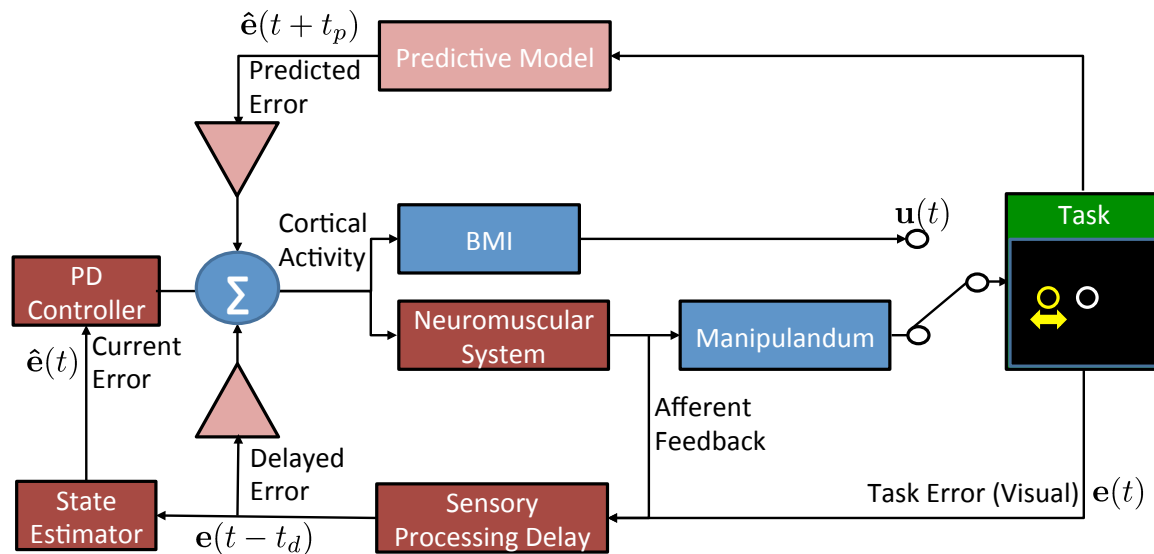 ê(t + t_p)
Predicted
Error
Predictive Model
Cortical
Activity
BMI
u(t)
Task
PD
Controller
Σ
Neuromuscular
System
Manipulandum
ê(t)
Current
Error
Afferent
Feedback
Delayed
Error
State
Estimator
e(t − t_d)
Sensory
Processing Delay
Task Error (Visual)
e(t)